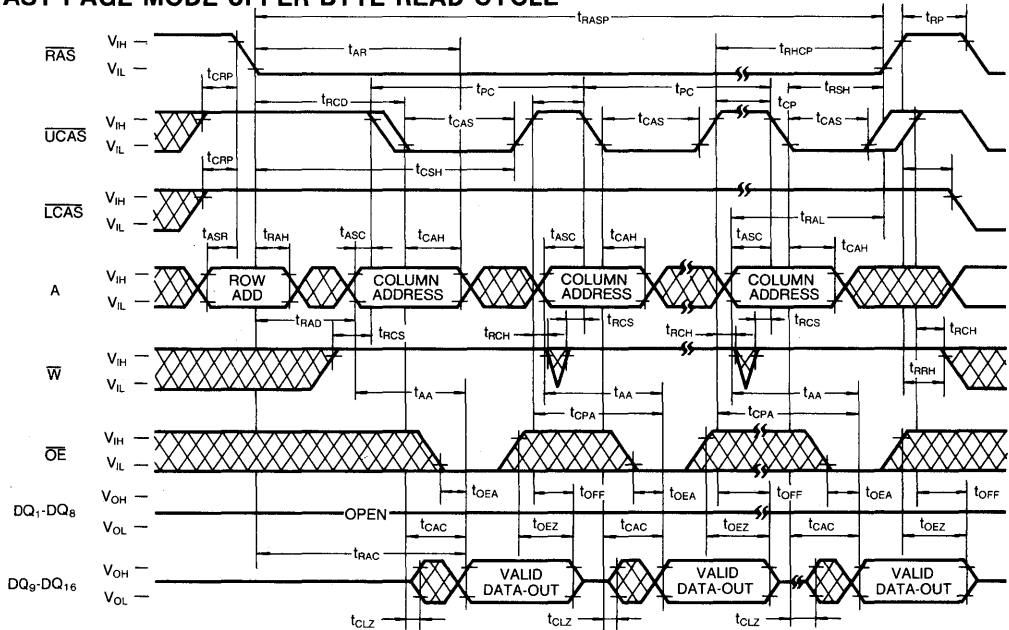 AST PAGE MODE UPPER BYTE READ CYCLE
tRASP tRP
tAR tRHCP
RAS VIH
VIL
tCRP tPC tPC
tRCD tCP tRSH
UCAS VIH
VIL
tCAS tCAS tCAS
tCRP tCSH
LCAS VIH
VIL
tRAL
tASR tRAH tASC tCAH tASC tCAH tASC tCAH
A VIH
VIL
ROW ADD
COLUMN ADDRESS
COLUMN ADDRESS
COLUMN ADDRESS
tRAD tRCS tRCH tRCS tRCH tRCS tRCH
W VIH
VIL
tRRH
tAA tAA tAA
tCPA tCPA
OE VIH
VIL
tOEA tOFF tOEA tOFF tOEA tOFF
DQ1-DQ8 VOH
VOL
OPEN
tCAC tOEZ tCAC tOEZ tCAC tOEZ
tRAC
DQ9-DQ16 VOH
VOL
VALID DATA-OUT
VALID DATA-OUT
VALID DATA-OUT
tCLZ tCLZ tCLZ